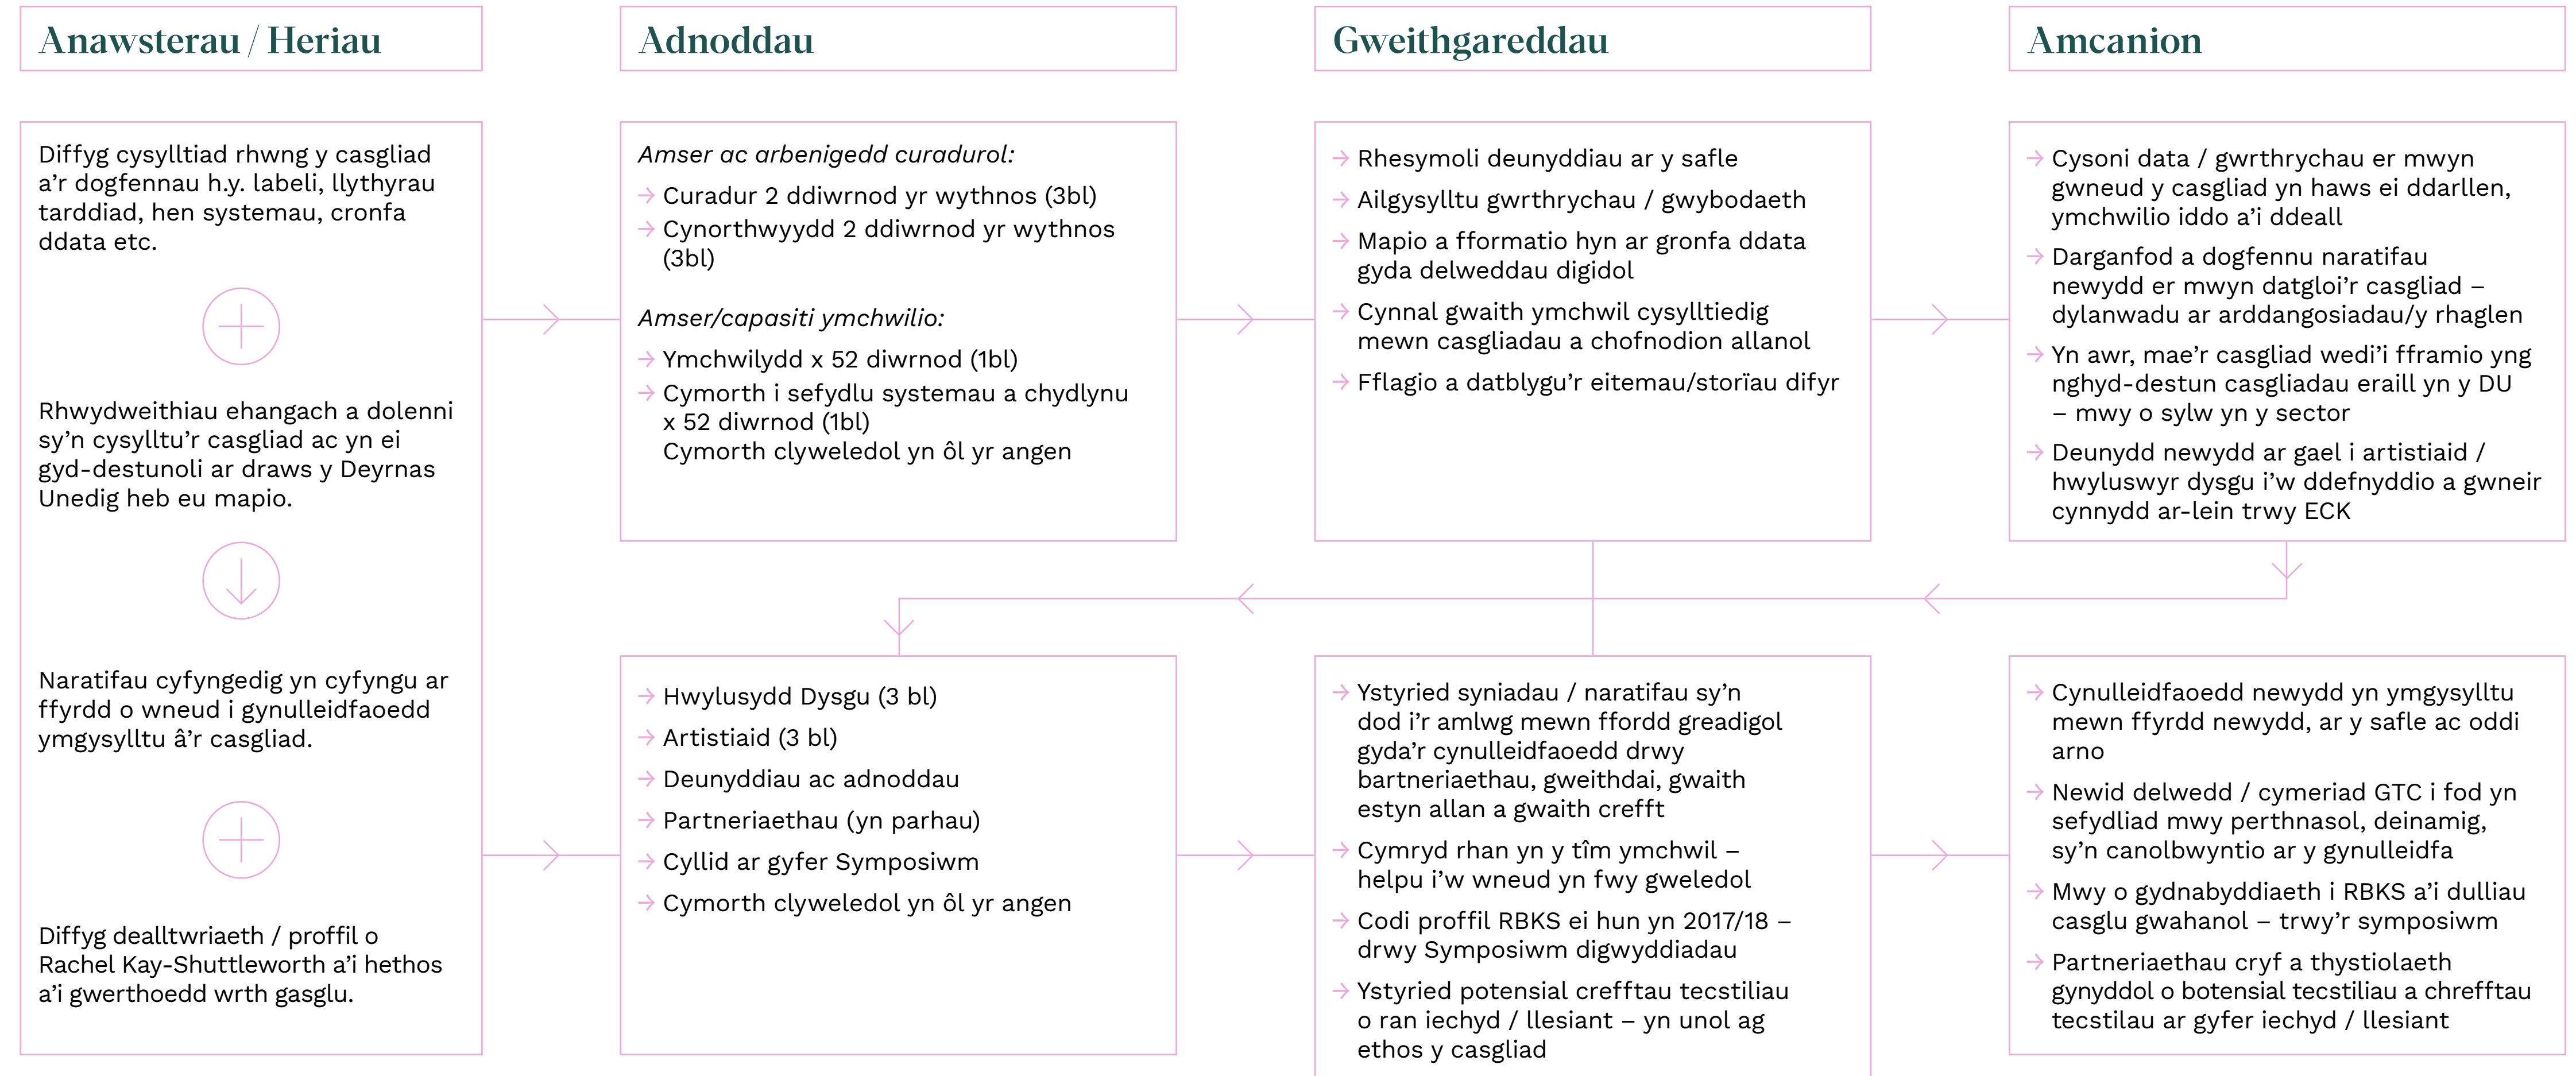 Anawsterau / Heriau
Adnoddau
Gweithgareddau
Amcanion
Diffyg cysylltiad rhwng y casgliad
a’r dogfennau h.y. labeli, llythyrau
tarddiad, hen systemau, cronfa
ddata etc.
Rhwydweithiau ehangach a dolenni
sy’n cysylltu’r casgliad ac yn ei
gyd-destunoli ar draws y Deyrnas
Unedig heb eu mapio.
Naratifau cyfyngedig yn cyfyngu ar
ffyrdd o wneud i gynulleidfaoedd
ymgysylltu â’r casgliad.
Diffyg dealltwriaeth / proffil o
Rachel Kay-Shuttleworth a’i hethos
a’i gwerthoedd wrth gasglu.
Amser ac arbenigedd curadurol:
→ Curadur 2 ddiwrnod yr wythnos (3bl)
→ Cynorthwyydd 2 ddiwrnod yr wythnos
(3bl)
Amser/capasiti ymchwilio:
→ Ymchwilydd x 52 diwrnod (1bl)
→ Cymorth i sefydlu systemau a chydlynu
x 52 diwrnod (1bl)
Cymorth clyweledol yn ôl yr angen
→ Rhesymoli deunyddiau ar y safle
→ Ailgysylltu gwrthrychau / gwybodaeth
→ Mapio a fformatio hyn ar gronfa ddata
gyda delweddau digidol
→ Cynnal gwaith ymchwil cysylltiedig
mewn casgliadau a chofnodion allanol
→ Fflagio a datblygu’r eitemau/storïau difyr
→ Cysoni data / gwrthrychau er mwyn
gwneud y casgliad yn haws ei ddarllen,
ymchwilio iddo a’i ddeall
→ Darganfod a dogfennu naratifau
newydd er mwyn datgloi’r casgliad –
dylanwadu ar arddangosiadau/y rhaglen
→ Yn awr, mae’r casgliad wedi’i fframio yng
nghyd-destun casgliadau eraill yn y DU
– mwy o sylw yn y sector
→ Deunydd newydd ar gael i artistiaid /
hwyluswyr dysgu i’w ddefnyddio a gwneir
cynnydd ar-lein trwy ECK
→ Hwylusydd Dysgu (3 bl)
→ Artistiaid (3 bl)
→ Deunyddiau ac adnoddau
→ Partneriaethau (yn parhau)
→ Cyllid ar gyfer Symposiwm
→ Cymorth clyweledol yn ôl yr angen
→ Ystyried syniadau / naratifau sy’n
dod i’r amlwg mewn ffordd greadigol
gyda’r cynulleidfaoedd drwy
bartneriaethau, gweithdai, gwaith
estyn allan a gwaith crefft
→ Cymryd rhan yn y tîm ymchwil –
helpu i’w wneud yn fwy gweledol
→ Codi proffil RBKS ei hun yn 2017/18 –
drwy Symposiwm digwyddiadau
→ Ystyried potensial crefftau tecstiliau
o ran iechyd / llesiant – yn unol ag
ethos y casgliad
→ Cynulleidfaoedd newydd yn ymgysylltu
mewn ffyrdd newydd, ar y safle ac oddi
arno
→ Newid delwedd / cymeriad GTC i fod yn
sefydliad mwy perthnasol, deinamig,
sy’n canolbwyntio ar y gynulleidfa
→ Mwy o gydnabyddiaeth i RBKS a’i dulliau
casglu gwahanol – trwy’r symposiwm
→ Partneriaethau cryf a thystiolaeth
gynyddol o botensial tecstiliau a chrefftau
tecstilau ar gyfer iechyd / llesiant